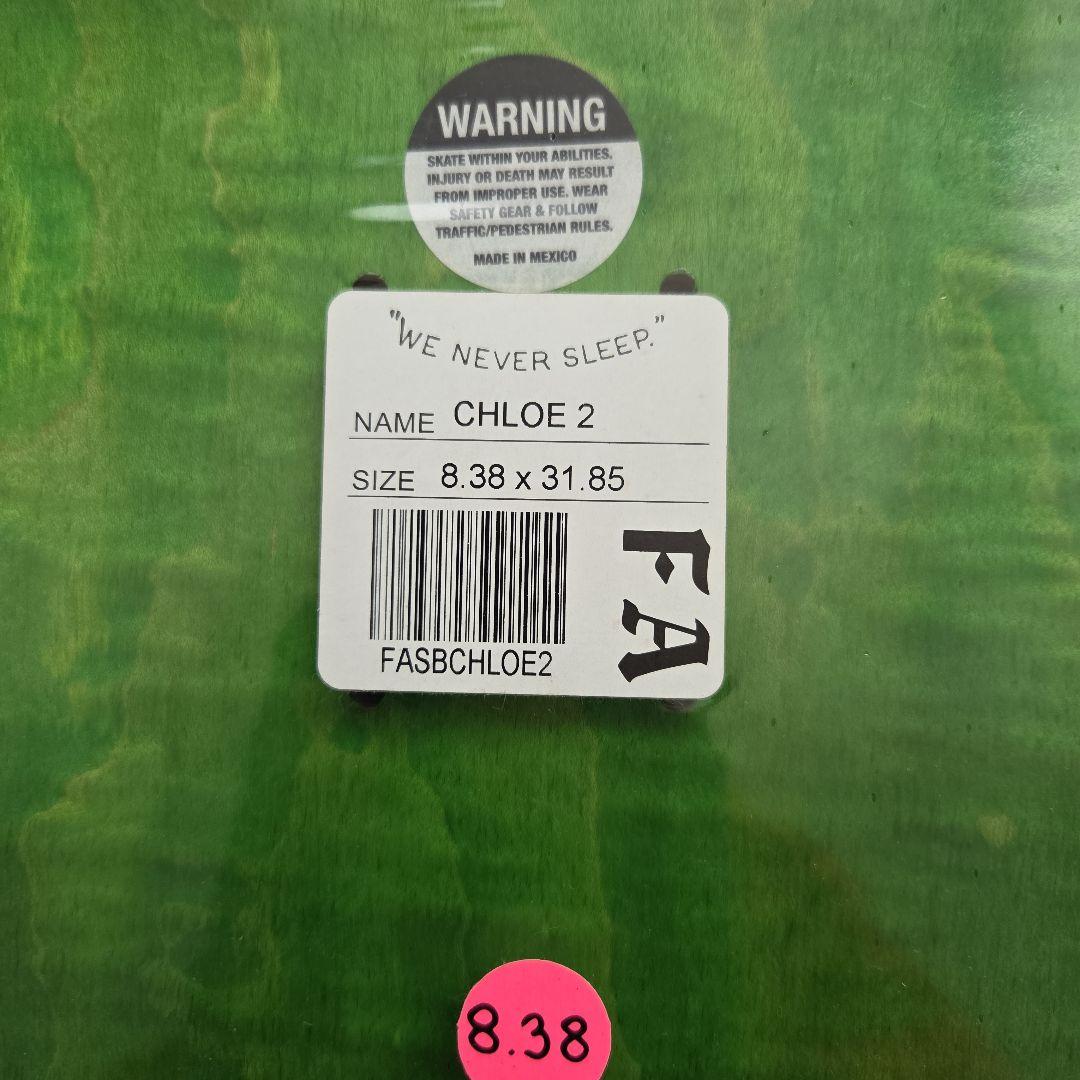 WARNING
SKATE WITHIN YOUR ABILITIES.
INJURY OR DEATH MAY RESULT
FROM IMPROPER USE. WEAR
SAFETY GEAR & FOLLOW
TRAFFIC/PEDESTRIAN RULES.
MADE IN MEXICO
"WE NEVER SLEEP."
NAME CHLOE 2
SIZE 8.38 x 31.85
FASBCHLOE2
FA
8.38